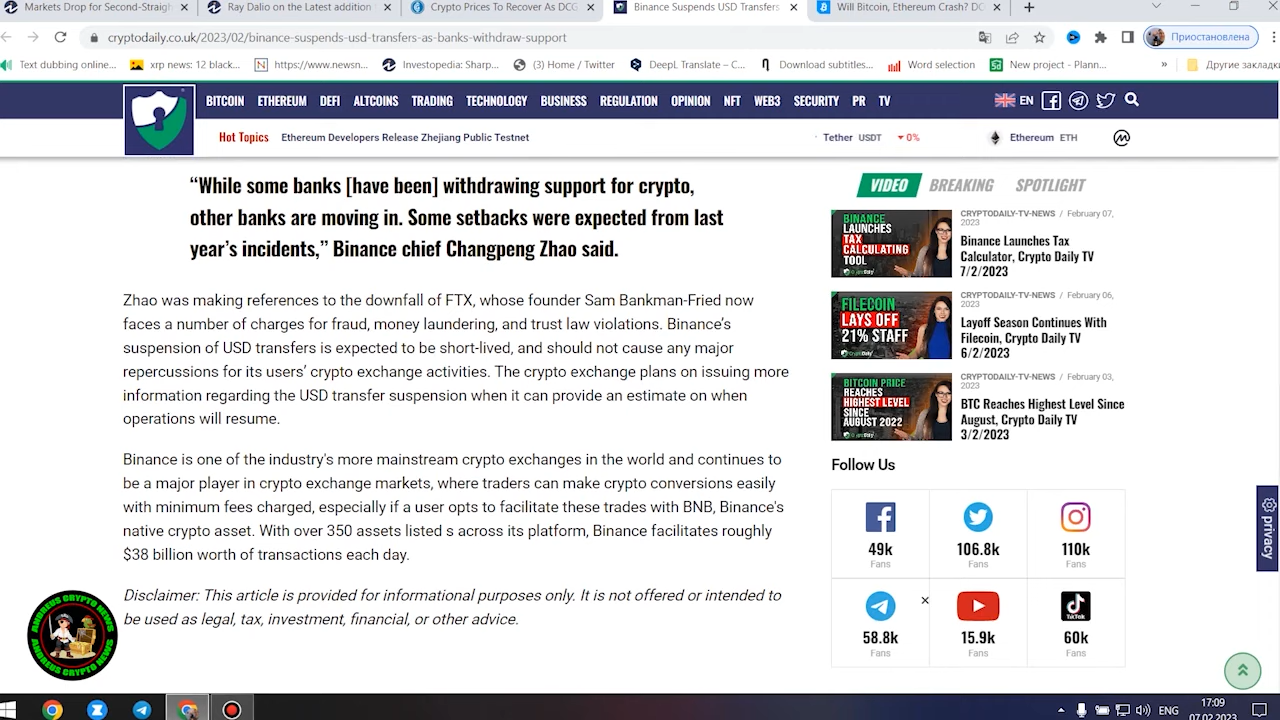 Markets Drop for Second-Straigh
Ray Dalio on the Latest addition
Crypto Prices To Recover As DCG
Binance Suspends USD Transfers
Will Bitcoin, Ethereum Crash? DC
cryptodaily.co.uk/2023/02/binance-suspends-usd-transfers-as-banks-withdraw-support
Приостановлена
Text dubbing online...
xrp news: 12 black...
https://www.newsn...
Investopedia: Sharp...
(3) Home / Twitter
DeepL Translate – C...
Download subtitles...
Word selection
New project - Plann...
»
Другие закладки
BITCOIN ETHEREUM DEFI ALTCOINS TRADING TECHNOLOGY BUSINESS REGULATION OPINION NFT WEB3 SECURITY PR TV
EN
Hot Topics
Ethereum Developers Release Zhejiang Public Testnet
Tether USDT 0%
Ethereum ETH
“While some banks [have been] withdrawing support for crypto,
other banks are moving in. Some setbacks were expected from last
year’s incidents,” Binance chief Changpeng Zhao said.
Zhao was making references to the downfall of FTX, whose founder Sam Bankman-Fried now
faces a number of charges for fraud, money laundering, and trust law violations. Binance’s
suspension of USD transfers is expected to be short-lived, and should not cause any major
repercussions for its users’ crypto exchange activities. The crypto exchange plans on issuing more
information regarding the USD transfer suspension when it can provide an estimate on when
operations will resume.
Binance is one of the industry's more mainstream crypto exchanges in the world and continues to
be a major player in crypto exchange markets, where traders can make crypto conversions easily
with minimum fees charged, especially if a user opts to facilitate these trades with BNB, Binance's
native crypto asset. With over 350 assets listed s across its platform, Binance facilitates roughly
$38 billion worth of transactions each day.
Disclaimer: This article is provided for informational purposes only. It is not offered or intended to
be used as legal, tax, investment, financial, or other advice.
VIDEO BREAKING SPOTLIGHT
BINANCE
LAUNCHES
TAX
CALCULATING
TOOL
CRYPTODAILY-TV-NEWS / February 07,
2023
Binance Launches Tax
Calculator, Crypto Daily TV
7/2/2023
FILECOIN
LAYS OFF
21% STAFF
CRYPTODAILY-TV-NEWS / February 06,
2023
Layoff Season Continues With
Filecoin, Crypto Daily TV
6/2/2023
BITCOIN PRICE
REACHES
HIGHEST LEVEL
SINCE
AUGUST 2022
CRYPTODAILY-TV-NEWS / February 03,
2023
BTC Reaches Highest Level Since
August, Crypto Daily TV
3/2/2023
Follow Us
49k
Fans
106.8k
Fans
110k
Fans
58.8k
Fans
15.9k
Fans
TikTok
60k
Fans
privacy
ANDREUS CRYPTO NEWS
ANDREUS CRYPTO NEWS
ENG
17:09
07.02.2023